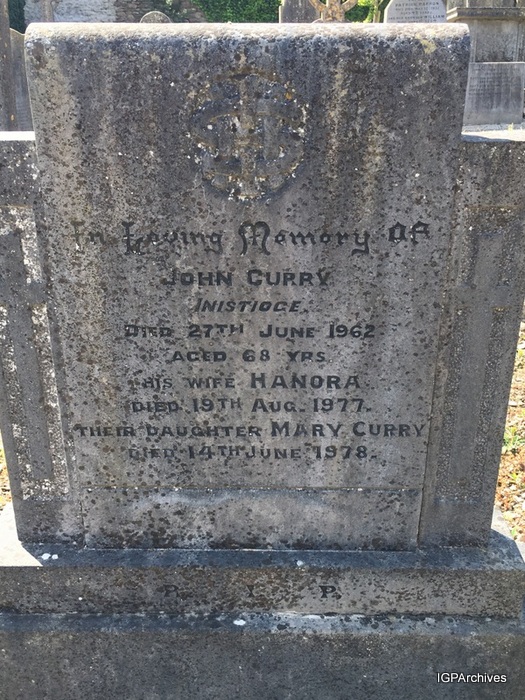 In Loving Memory Of
JOHN CURRY
INISTIOGE.
DIED 27TH JUNE 1962
AGED 68 YRS.
HIS WIFE HANORA
DIED 19TH AUG. 1977.
THEIR DAUGHTER MARY CURRY
DIED 14TH JUNE 1978.
R. I. P.
IGPArchives